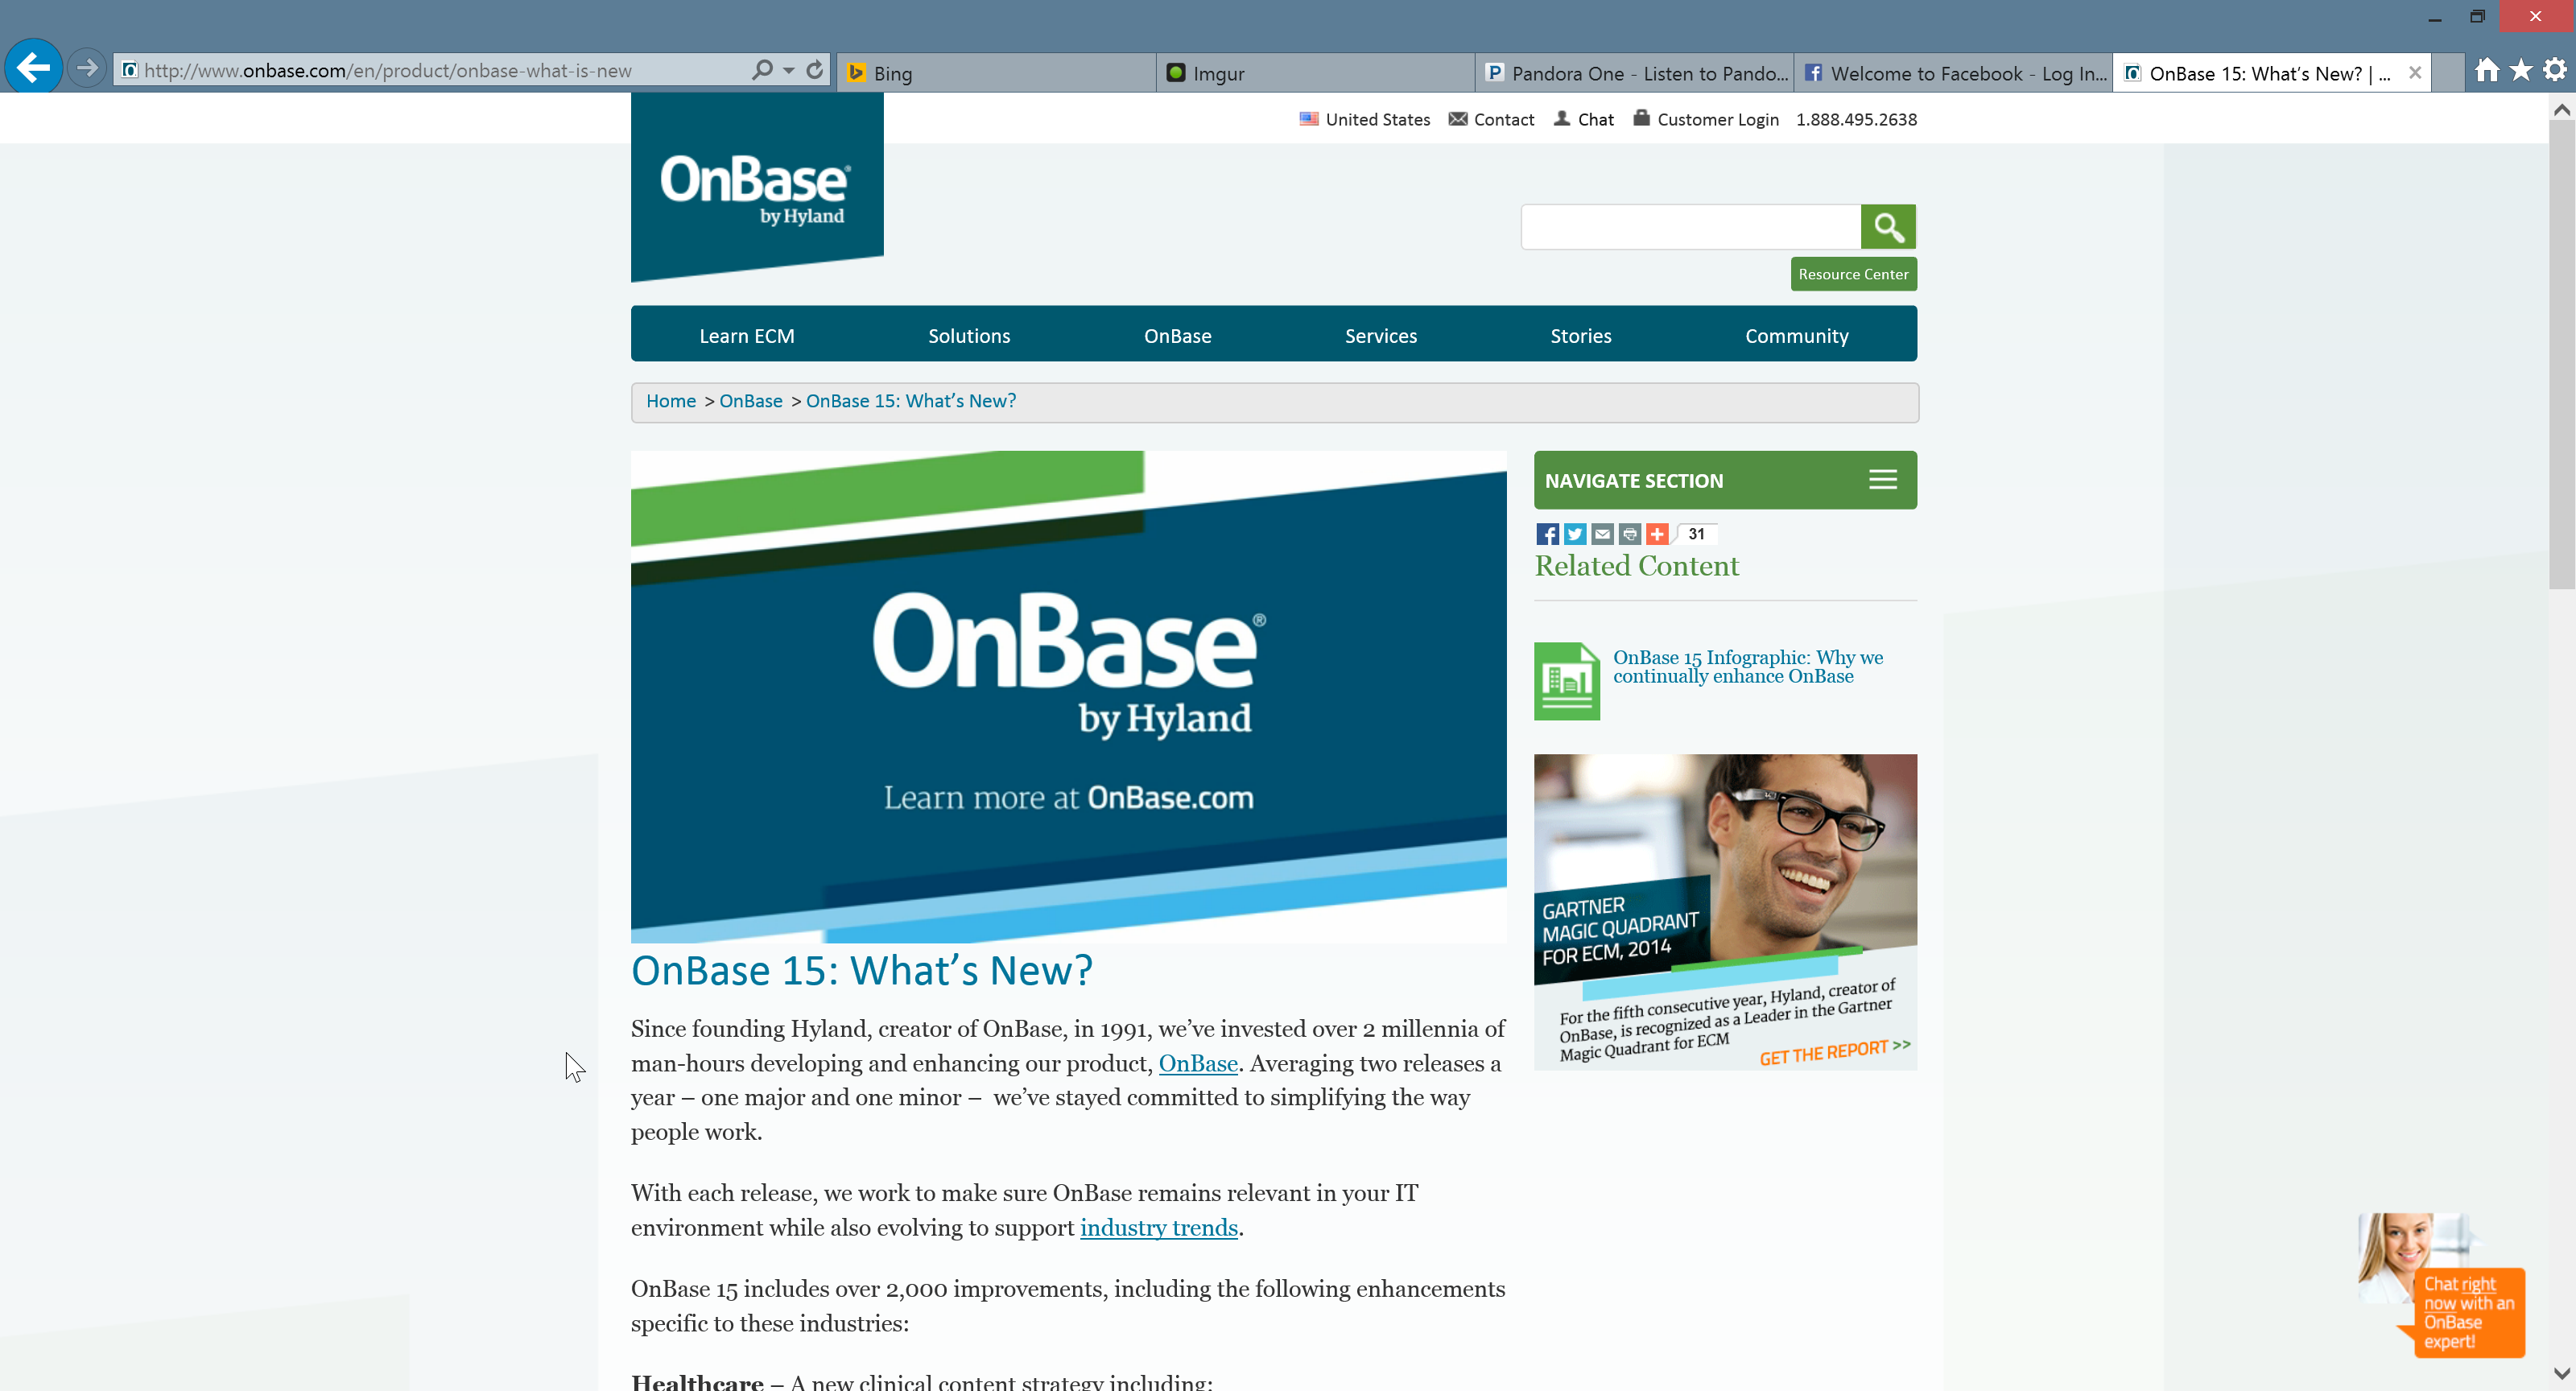 http://www.onbase.com/en/product/onbase-what-is-new
Bing
Imgur
Pandora One - Listen to Pando...
Welcome to Facebook - Log In...
OnBase 15: What's New? | ...
United States
Contact
Chat
Customer Login
1.888.495.2638
OnBase®
by Hyland
Resource Center
Learn ECM
Solutions
OnBase
Services
Stories
Community
Home > OnBase > OnBase 15: What's New?
OnBase®
by Hyland
Learn more at OnBase.com
NAVIGATE SECTION
31
Related Content
OnBase 15 Infographic: Why we
continually enhance OnBase
GARTNER
MAGIC QUADRANT
FOR ECM, 2014
For the fifth consecutive year, Hyland, creator of
OnBase, is recognized as a Leader in the Gartner
Magic Quadrant for ECM
GET THE REPORT >>
OnBase 15: What's New?
Since founding Hyland, creator of OnBase, in 1991, we've invested over 2 millennia of
man-hours developing and enhancing our product, OnBase. Averaging two releases a
year – one major and one minor –  we've stayed committed to simplifying the way
people work.
With each release, we work to make sure OnBase remains relevant in your IT
environment while also evolving to support industry trends.
OnBase 15 includes over 2,000 improvements, including the following enhancements
specific to these industries:
Healthcare – A new clinical content strategy including:
Chat right
now with an
OnBase
expert!